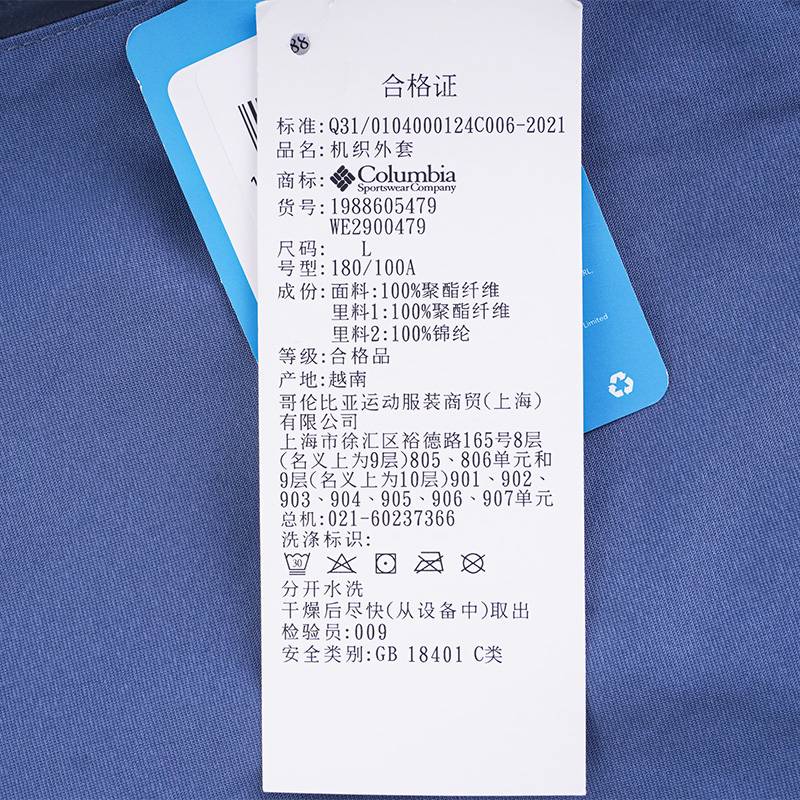 88
合格证
标准:Q31/0104000124C006-2021
品名:机织外套
商标:Columbia
Sportswear Company
货号:1988605479
WE2900479
尺码: L
号型:180/100A
成份:面料:100%聚酯纤维
里料1:100%聚酯纤维
里料2:100%锦纶
等级:合格品
产地:越南
哥伦比亚运动服装商贸(上海)
有限公司
上海市徐汇区裕德路165号8层
(名义上为9层)805、806单元和
9层(名义上为10层)901、902、
903、904、905、906、907单元
总机:021-60237366
洗涤标识:
30
分开水洗
干燥后尽快(从设备中)取出
检验员:009
安全类别:GB 18401 C类
RL.
Limited